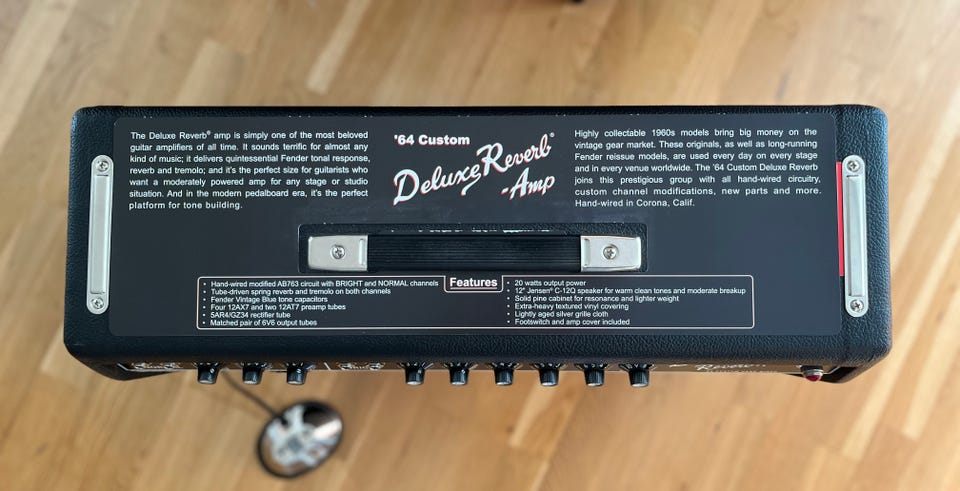 The Deluxe Reverb® amp is simply one of the most beloved
guitar amplifiers of all time. It sounds terrific for almost any
kind of music; it delivers quintessential Fender tonal response,
reverb and tremolo; and it's the perfect size for guitarists who
want a moderately powered amp for any stage or studio
situation. And in the modern pedalboard era, it's the perfect
platform for tone building.
'64 Custom
Deluxe Reverb®
-Amp
Highly collectable 1960s models bring big money on the
vintage gear market. These originals, as well as long-running
Fender reissue models, are used every day on every stage
and in every venue worldwide. The '64 Custom Deluxe Reverb
joins this prestigious group with all hand-wired circuitry,
custom channel modifications, new parts and more.
Hand-wired in Corona, Calif.
Features
• Hand-wired modified AB763 circuit with BRIGHT and NORMAL channels
• Tube-driven spring reverb and tremolo on both channels
• Fender Vintage Blue tone capacitors
• Four 12AX7 and two 12AT7 preamp tubes
• 5AR4/GZ34 rectifier tube
• Matched pair of 6V6 output tubes
• 20 watts output power
• 12" Jensen® C-12Q speaker for warm clean tones and moderate breakup
• Solid pine cabinet for resonance and lighter weight
• Extra-heavy textured vinyl covering
• Lightly aged silver grille cloth
• Footswitch and amp cover included
Reverb